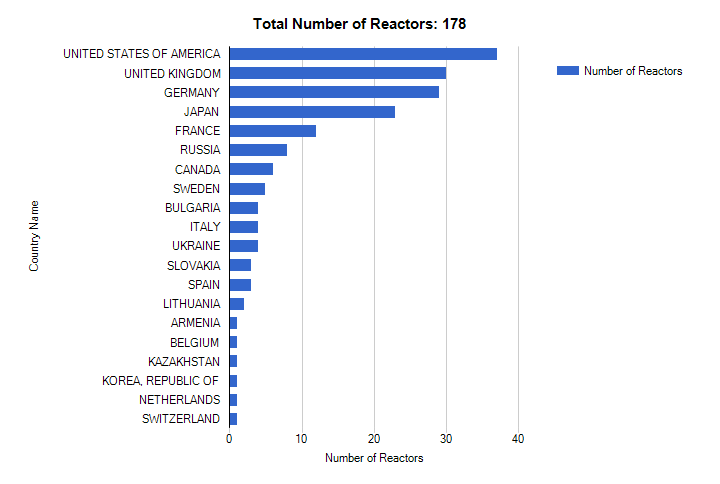 Total Number of Reactors: 178
UNITED STATES OF AMERICA
UNITED KINGDOM
GERMANY
JAPAN
FRANCE
RUSSIA
CANADA
SWEDEN
BULGARIA
ITALY
UKRAINE
SLOVAKIA
SPAIN
LITHUANIA
ARMENIA
BELGIUM
KAZAKHSTAN
KOREA, REPUBLIC OF
NETHERLANDS
SWITZERLAND
Country Name
0 10 20 30 40
Number of Reactors
Number of Reactors